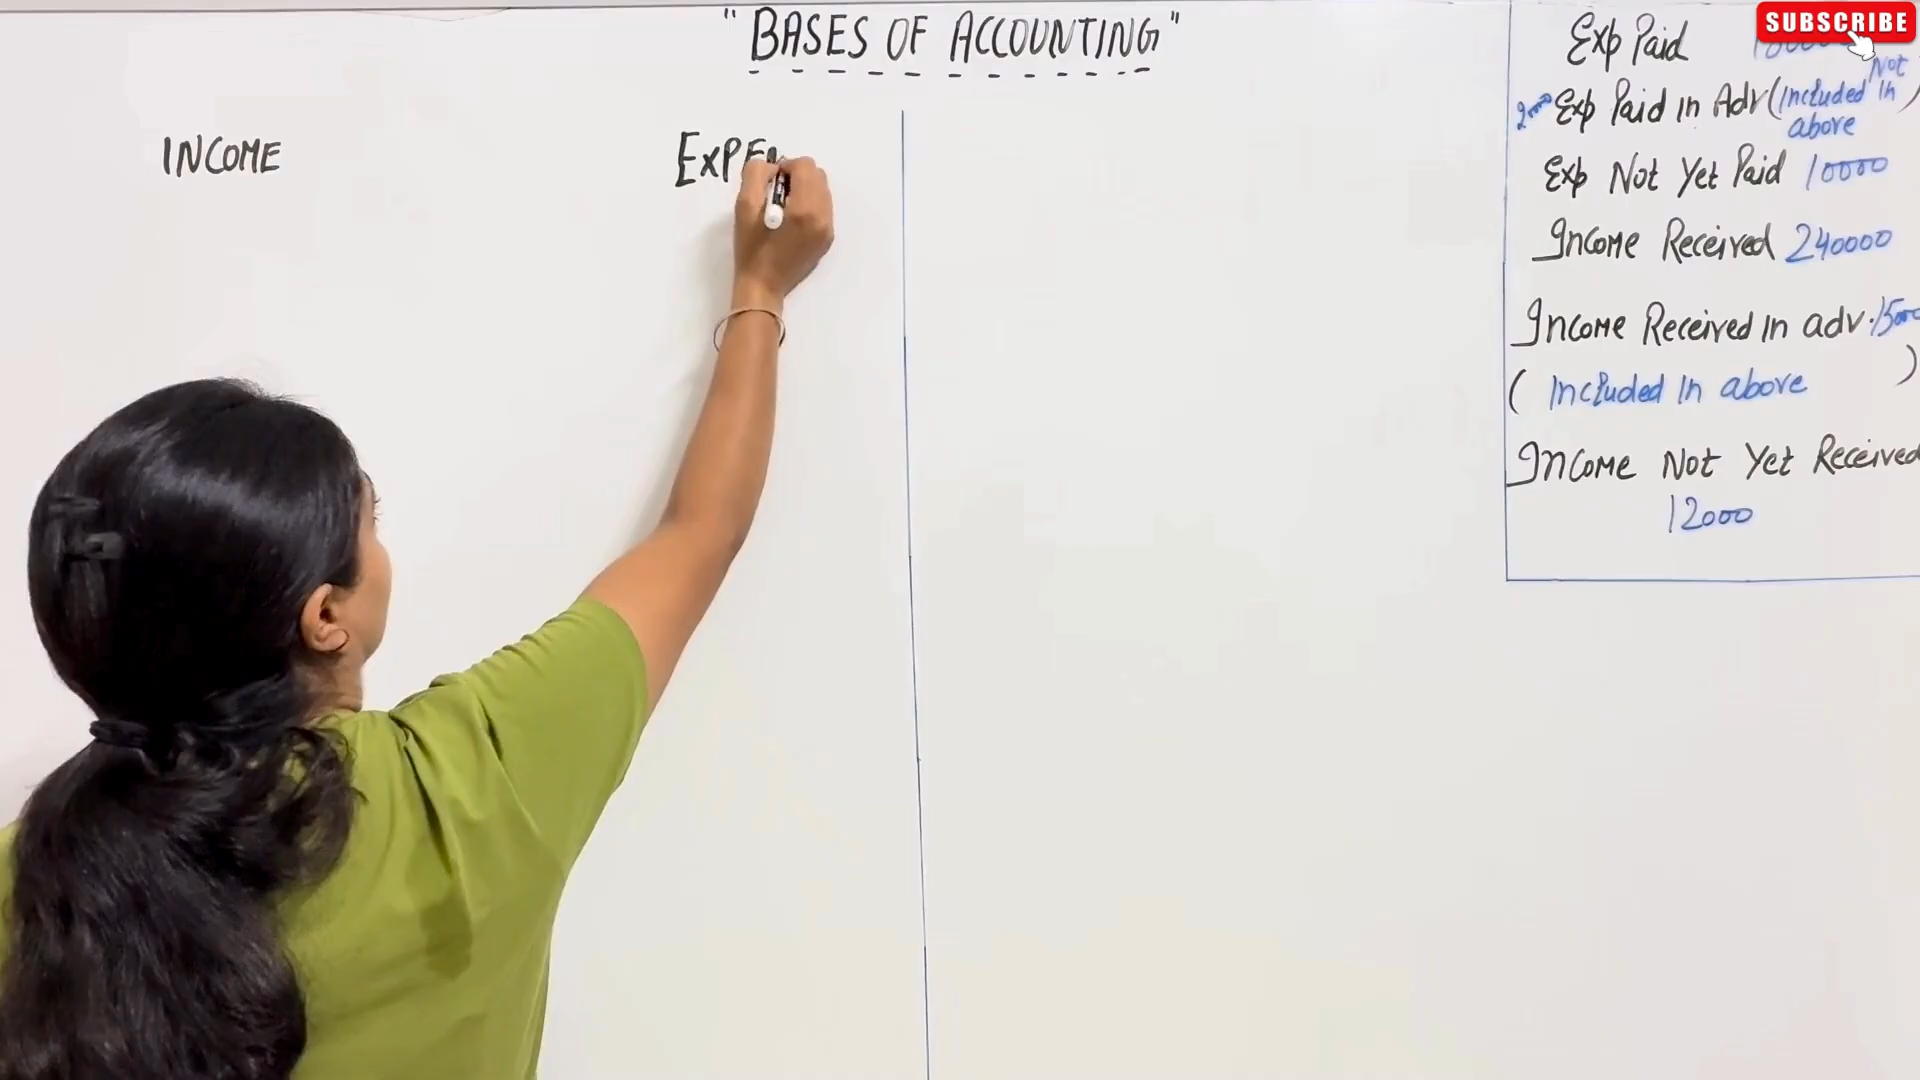 "BASES OF ACCOUNTING"
INCOME
EXPE
SUBSCRIBE
Exp Paid
Exp Paid In Adv (Not Included In above)
Exp Not Yet Paid 10000
Income Received 240000
Income Received In adv. 15000
(Included In above)
Income Not Yet Received
12000